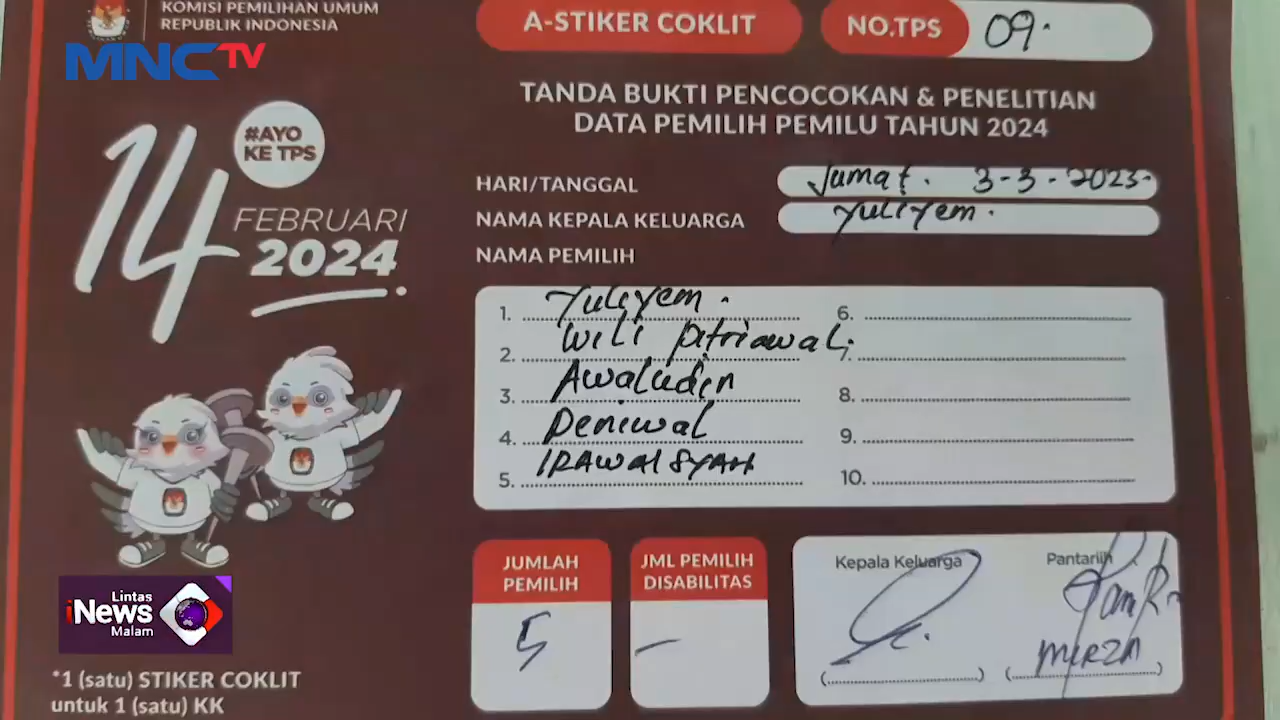 KOMISI PEMILIHAN UMUM
REPUBLIK INDONESIA
MNCTV
A-STIKER COKLIT
NO.TPS
09.
TANDA BUKTI PENCOCOKAN & PENELITIAN
DATA PEMILIH PEMILU TAHUN 2024
#AYO
KE TPS
14
FEBRUARI
2024
HARI/TANGGAL Jumat. 3-3-2023.
NAMA KEPALA KELUARGA Yuliyem.
NAMA PEMILIH
1. Yuliyem.
2. Wili Pitriawal.
3. Awaludin
4. Deniwal
5. IRAWALSYAH
6.
7.
8.
9.
10.
JUMLAH
PEMILIH
5
JML PEMILIH
DISABILITAS
-
Kepala Keluarga
Pantarlih
MIRZA
Lintas
iNews
Malam
*1 (satu) STIKER COKLIT
untuk 1 (satu) KK